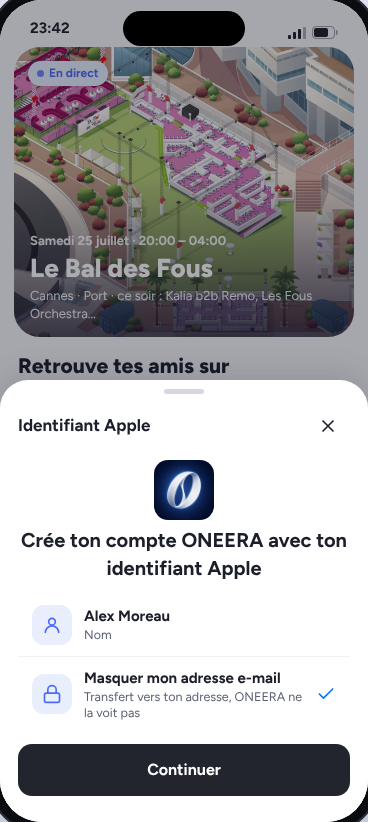 23:42
En direct
Samedi 25 juillet · 20:00 – 04:00
Le Bal des Fous
Cannes · Port · ce soir : Kalia b2b Remo, Les Fous
Orchestra...
Retrouve tes amis sur
Identifiant Apple
Crée ton compte ONEERA avec ton
identifiant Apple
Alex Moreau
Nom
Masquer mon adresse e-mail
Transfert vers ton adresse, ONEERA ne
la voit pas
Continuer